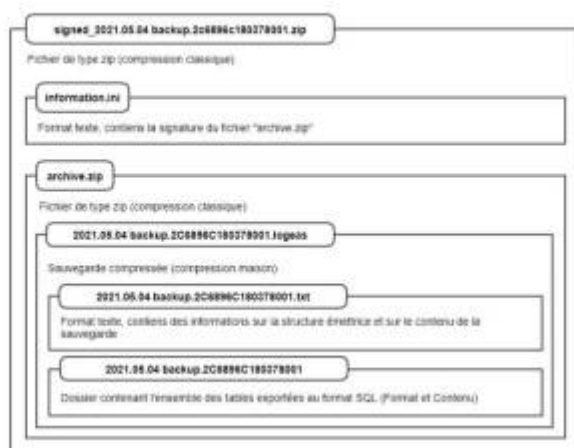 signed_2021.05.04 backup.2c6896c180378001.zip
Fichier de type zip (compression classique)
information.ini
Format texte, contiens la signature du fichier "archive.zip"
archive.zip
Fichier de type zip (compression classique)
2021.05.04 backup.2C6896C180378001.logeas
Sauvegarde compressée (compression maison)
2021.05.04 backup.2C6896C180378001.txt
Format texte, contiens des informations sur la structure émettrice et sur le contenu de la
sauvegarde
2021.05.04 backup.2C6896C180378001
Dossier contenant l'ensemble des tables exportées au format SQL (Format et Contenu)